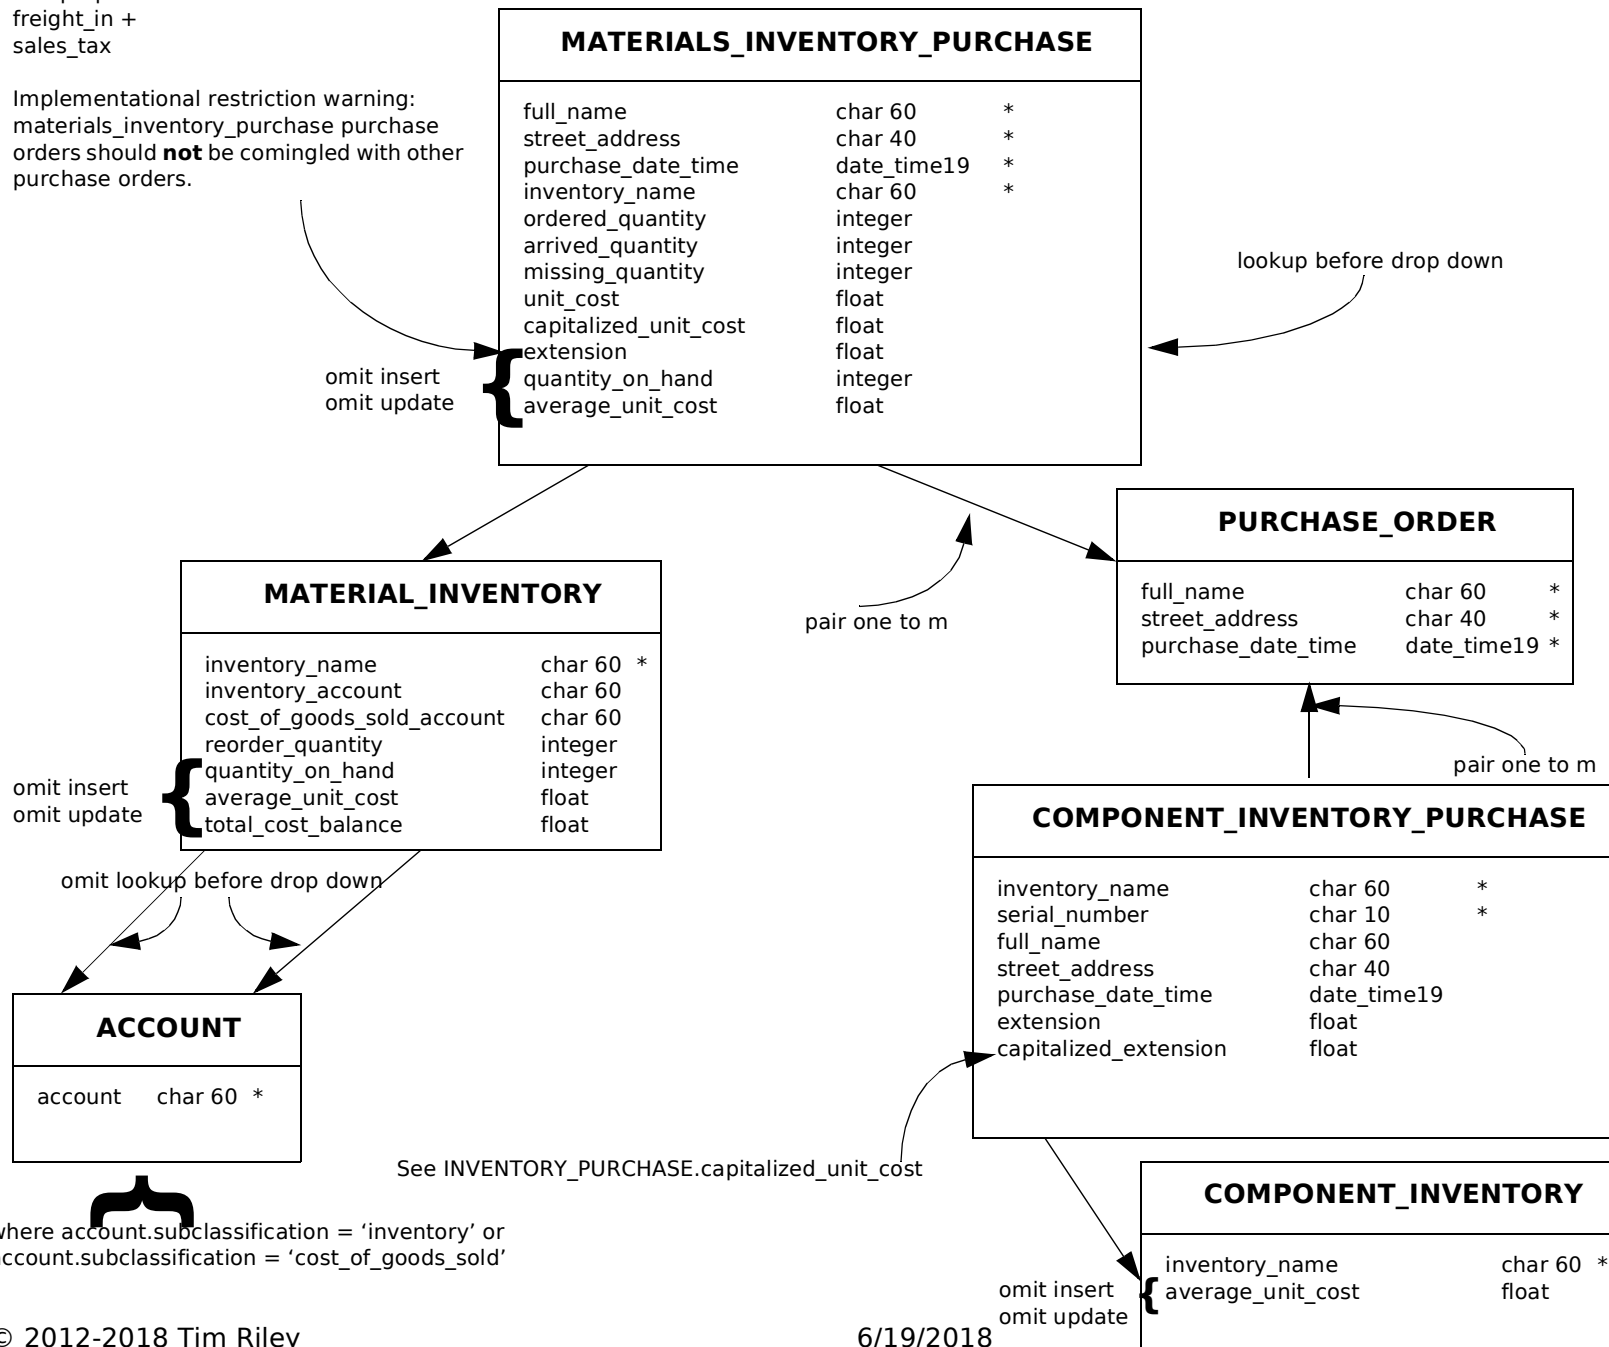 freight_in +
sales_tax
Implementational restriction warning:
materials_inventory_purchase purchase
orders should not be comingled with other
purchase orders.
MATERIALS_INVENTORY_PURCHASE
full_name char 60 *
street_address char 40 *
purchase_date_time date_time19 *
inventory_name char 60 *
ordered_quantity integer
arrived_quantity integer
missing_quantity integer
unit_cost float
capitalized_unit_cost float
extension float
quantity_on_hand integer
average_unit_cost float
omit insert
omit update
lookup before drop down
MATERIAL_INVENTORY
inventory_name char 60 *
inventory_account char 60
cost_of_goods_sold_account char 60
reorder_quantity integer
quantity_on_hand integer
average_unit_cost float
total_cost_balance float
omit insert
omit update
pair one to m
PURCHASE_ORDER
full_name char 60 *
street_address char 40 *
purchase_date_time date_time19 *
pair one to m
omit lookup before drop down
ACCOUNT
account char 60 *
where account.subclassification = ‘inventory’ or
account.subclassification = ‘cost_of_goods_sold’
COMPONENT_INVENTORY_PURCHASE
inventory_name char 60 *
serial_number char 10 *
full_name char 60
street_address char 40
purchase_date_time date_time19
extension float
capitalized_extension float
See INVENTORY_PURCHASE.capitalized_unit_cost
COMPONENT_INVENTORY
inventory_name char 60 *
average_unit_cost float
omit insert
omit update
© 2012-2018 Tim Riley
6/19/2018